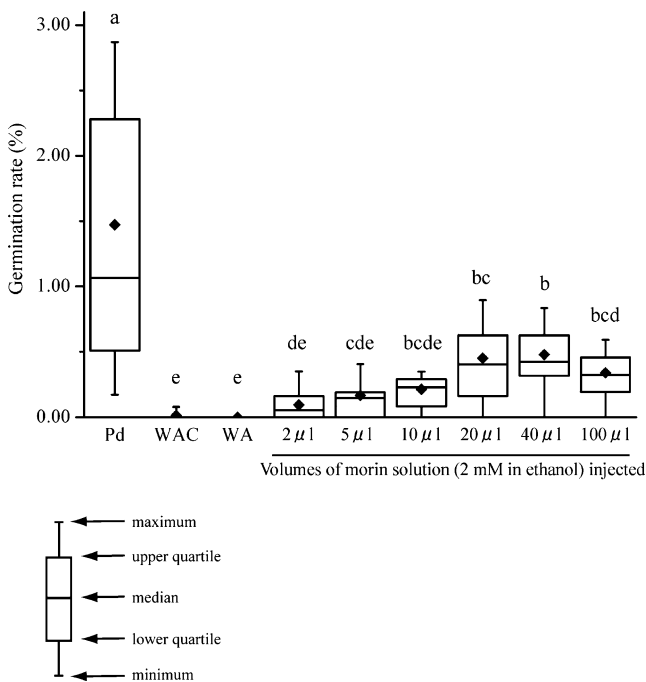 Germination rate (%)
3.00
2.00
1.00
0.00
a
e
e
de
cde
bcde
bc
b
bcd
Pd
WAC
WA
2 μ l
5 μ l
10 μ l
20 μ l
40 μ l
100 μ l
Volumes of morin solution (2 mM in ethanol) injected
maximum
upper quartile
median
lower quartile
minimum